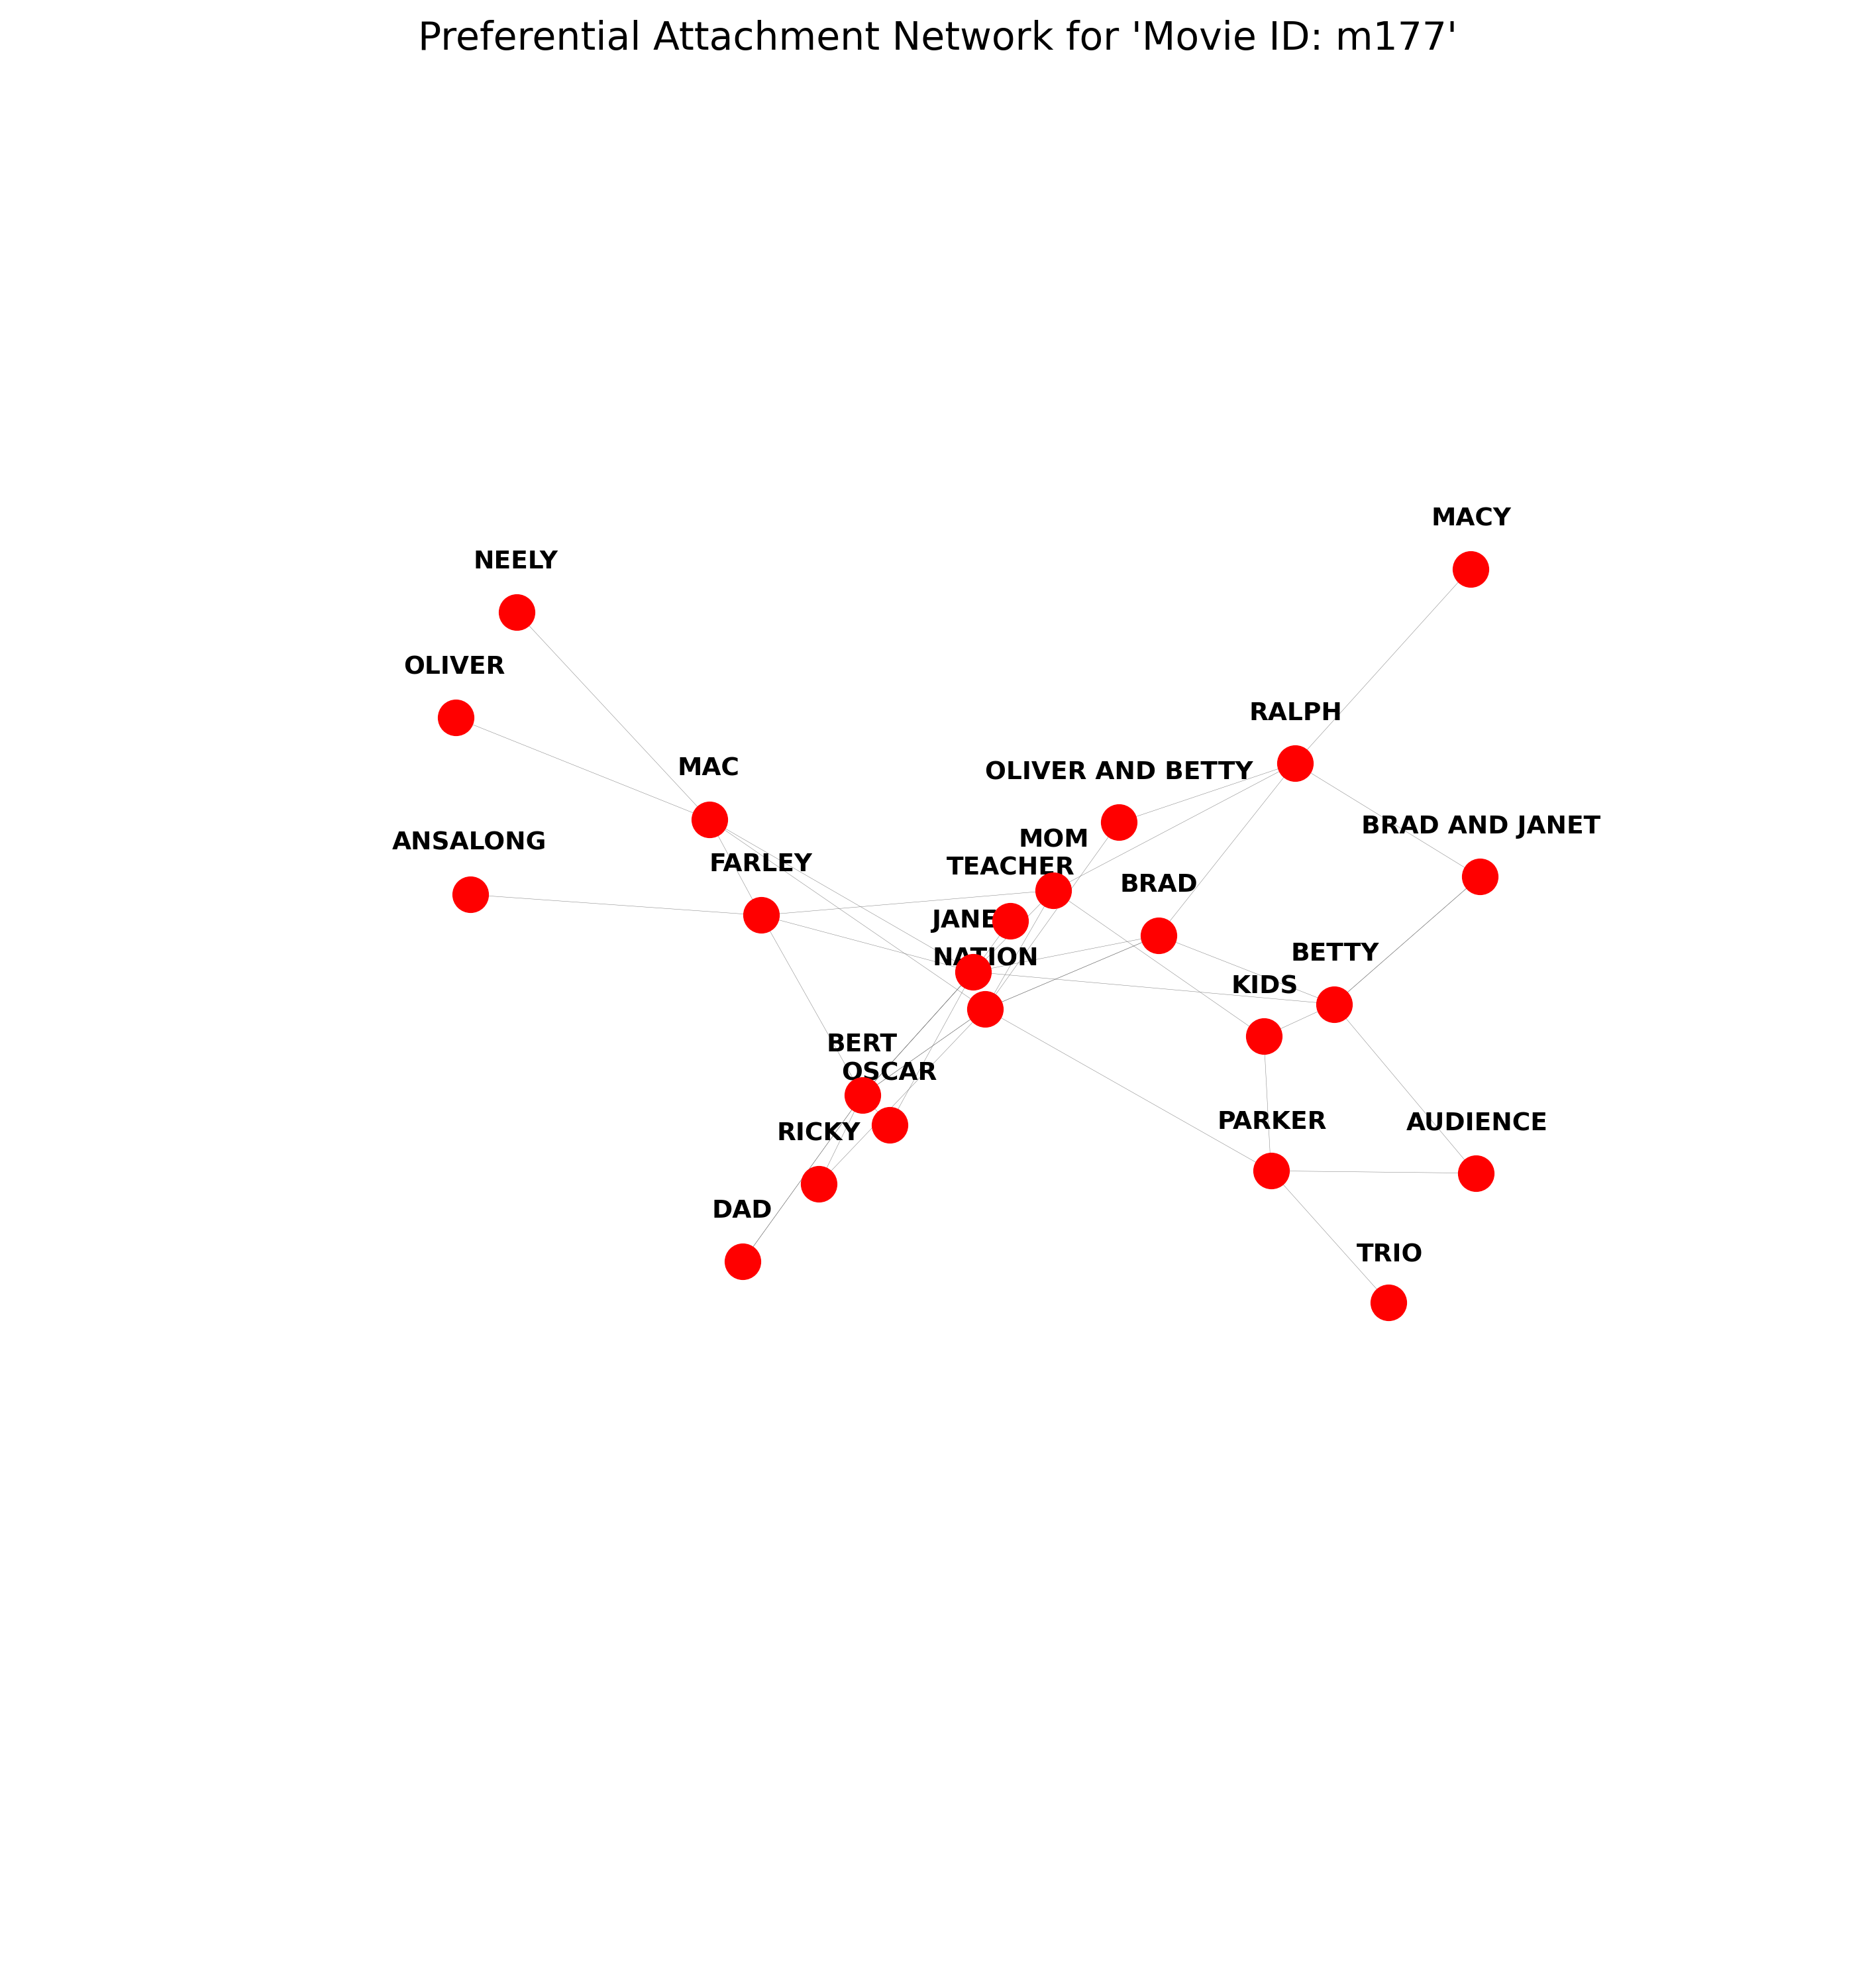 Preferential Attachment Network for 'Movie ID: m177'
MACY
NEELY
OLIVER
RALPH
MAC
OLIVER AND BETTY
BRAD AND JANET
MOM
ANSALONG
FARLEY
TEACHER
BRAD
JANE
BETTY
NATION
KIDS
BERT
OSCAR
PARKER
AUDIENCE
RICKY
DAD
TRIO